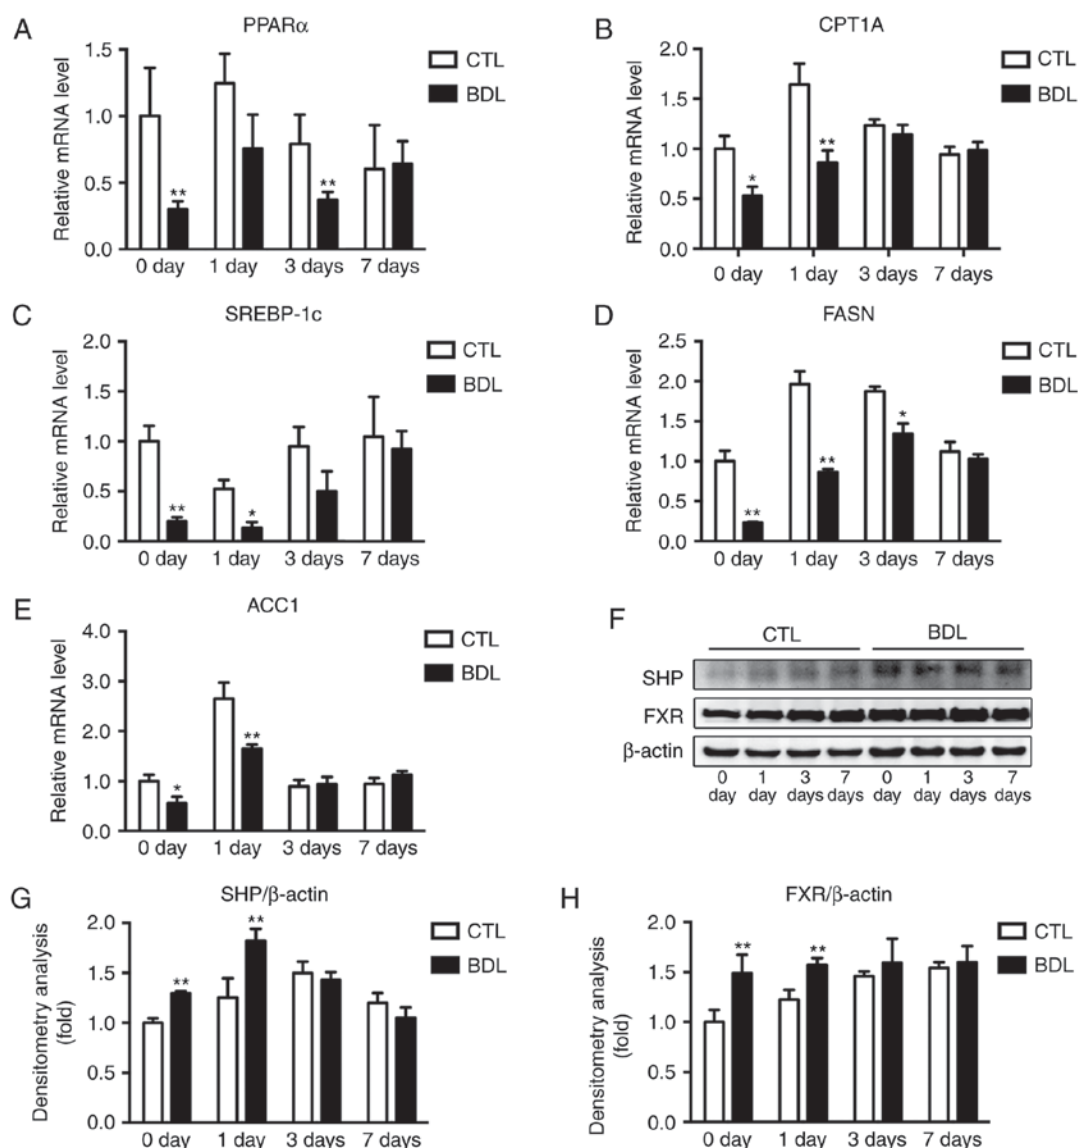 A
PPARα
Relative mRNA level
1.5
1.0
0.5
0.0
**
**
0 day 1 day 3 days 7 days
CTL
BDL
B
CPT1A
Relative mRNA level
2.0
1.5
1.0
0.5
0.0
*
**
0 day 1 day 3 days 7 days
CTL
BDL
C
SREBP-1c
Relative mRNA level
2.0
1.5
1.0
0.5
0.0
**
*
0 day 1 day 3 days 7 days
CTL
BDL
D
FASN
Relative mRNA level
2.5
2.0
1.5
1.0
0.5
0.0
**
**
*
0 day 1 day 3 days 7 days
CTL
BDL
E
ACC1
Relative mRNA level
4.0
3.0
2.0
1.0
0.0
*
**
0 day 1 day 3 days 7 days
CTL
BDL
F
CTL BDL
SHP
FXR
β-actin
0 1 3 7 0 1 3 7
day day days days day day days days
G
SHP/β-actin
Densitometry analysis
(fold)
2.0
1.5
1.0
0.5
0.0
**
**
0 day 1 day 3 days 7 days
CTL
BDL
H
FXR/β-actin
Densitometry analysis
(fold)
2.0
1.5
1.0
0.5
0.0
**
**
0 day 1 day 3 days 7 days
CTL
BDL